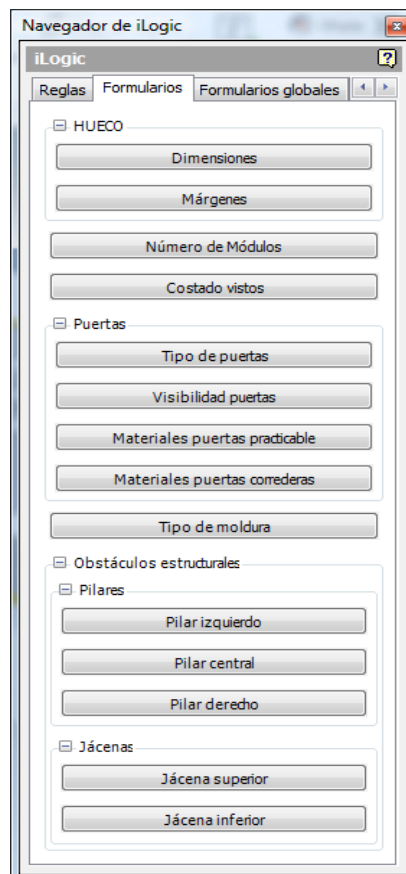 Navegador de iLogic
iLogic
Reglas Formularios Formularios globales
HUECO
Dimensiones
Márgenes
Número de Módulos
Costado vistos
Puertas
Tipo de puertas
Visibilidad puertas
Materiales puertas practicable
Materiales puertas correderas
Tipo de moldura
Obstáculos estructurales
Pilares
Pilar izquierdo
Pilar central
Pilar derecho
Jácenas
Jácena superior
Jácena inferior